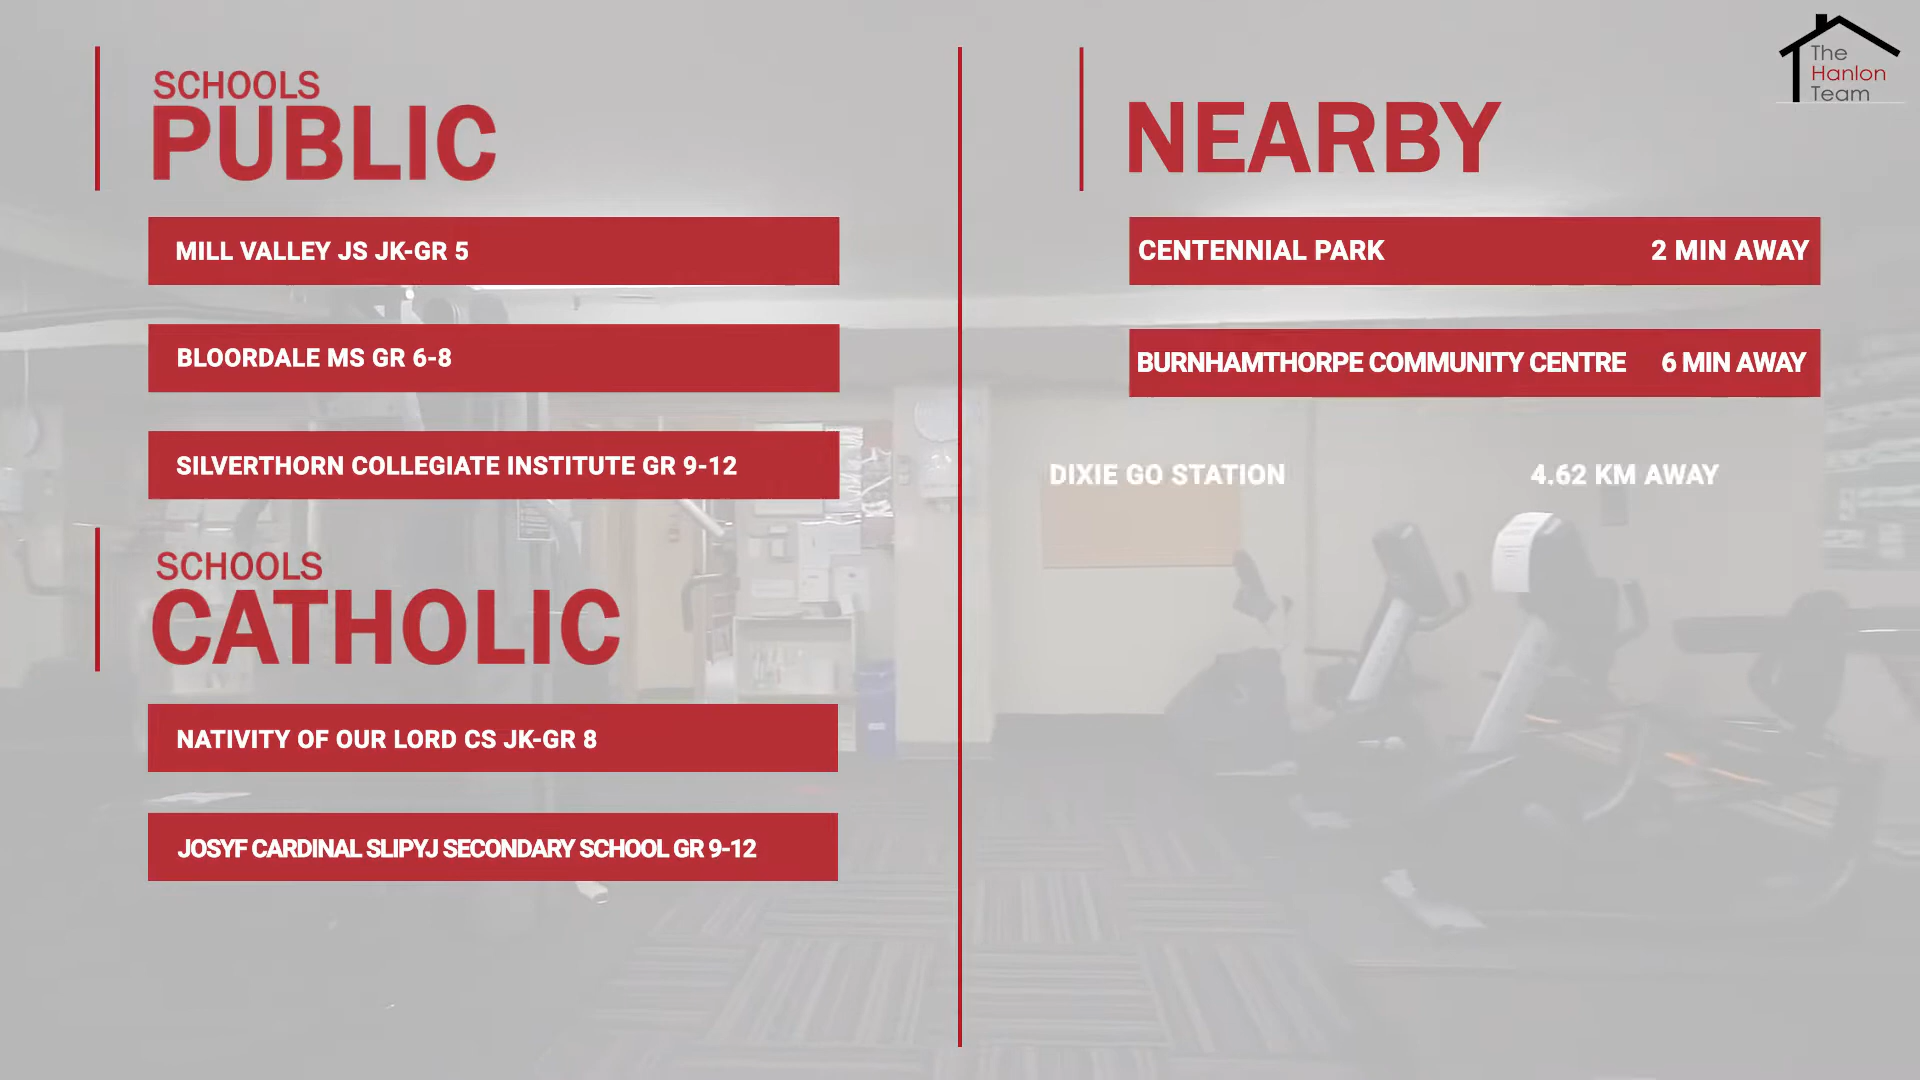 SCHOOLS
PUBLIC
MILL VALLEY JS JK-GR 5
BLOORDALE MS GR 6-8
SILVERTHORN COLLEGIATE INSTITUTE GR 9-12
SCHOOLS
CATHOLIC
NATIVITY OF OUR LORD CS JK-GR 8
JOSYF CARDINAL SLIPYJ SECONDARY SCHOOL GR 9-12
NEARBY
CENTENNIAL PARK 2 MIN AWAY
BURNHAMTHORPE COMMUNITY CENTRE 6 MIN AWAY
DIXIE GO STATION 4.62 KM AWAY
The
Hanlon
Team